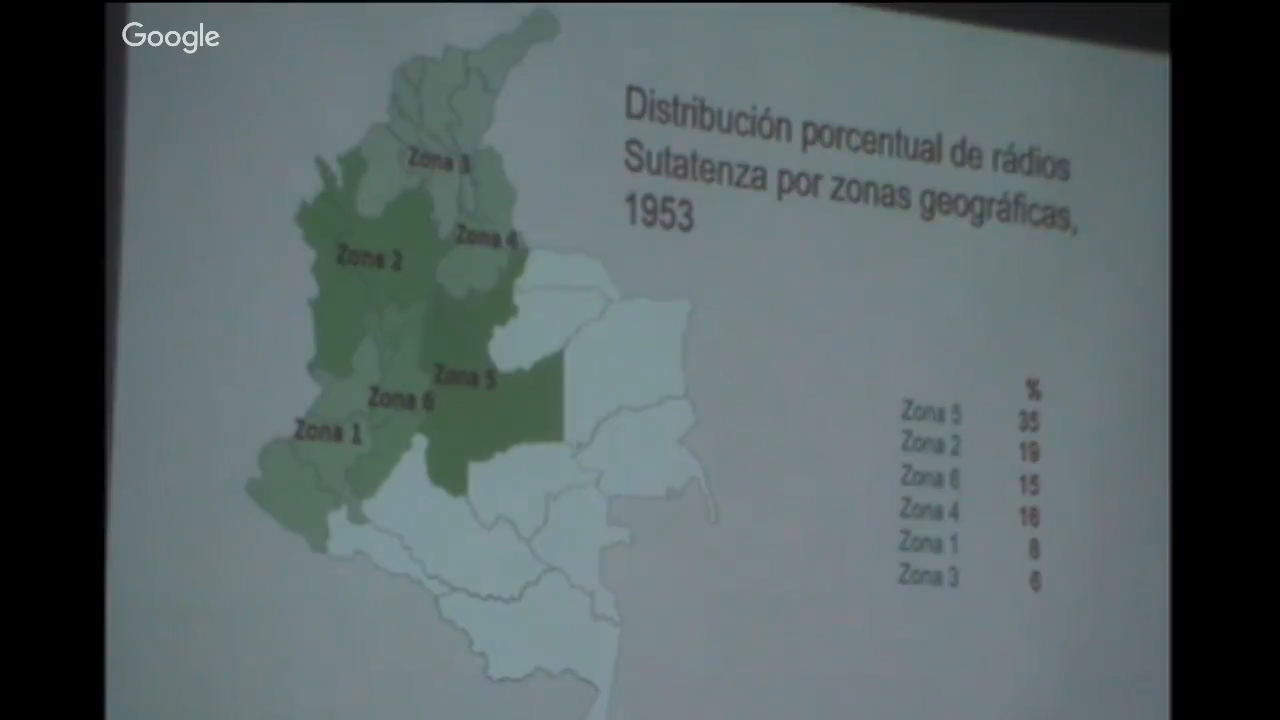 Google
Distribución porcentual de rádios
Sutatenza por zonas geográficas,
1953
Zona 3
Zona 4
Zona 2
Zona 5
Zona 6
Zona 1
%
Zona 5 35
Zona 2 19
Zona 6 15
Zona 4 16
Zona 1 8
Zona 3 6